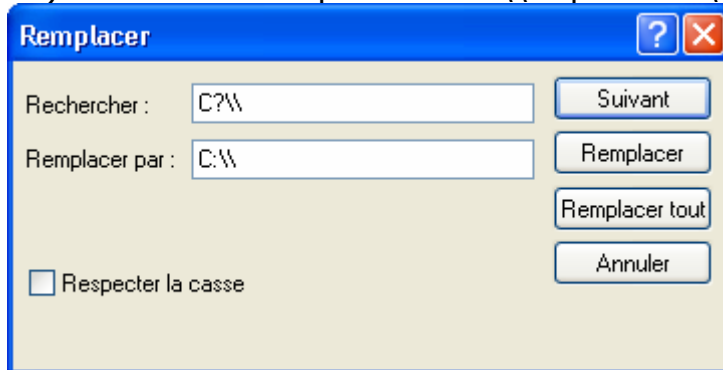 Remplacer
Rechercher : C?\\ Suivant
Remplacer par : C:\\ Remplacer
Remplacer tout
Annuler
Respecter la casse